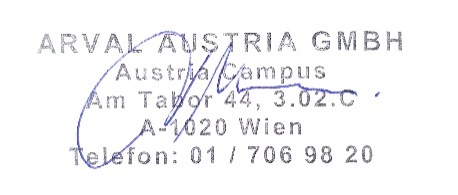 ARVAL AUSTRIA GMBH
Austria Campus
Am Tabor 44, 3.02.C
A-1020 Wien
Telefon: 01 / 706 98 20